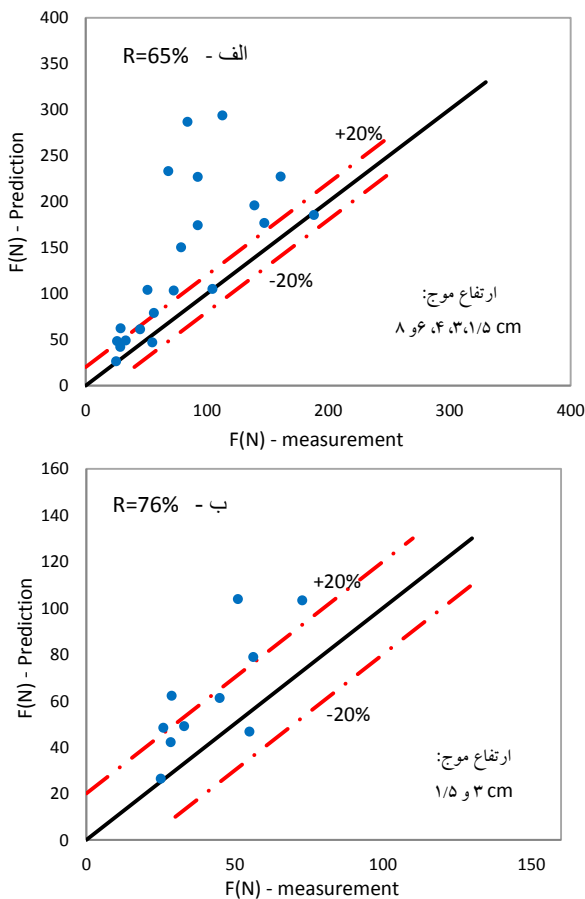 400
350
300
250
200
150
100
50
0
0 100 200 300 400
F(N) - Prediction
F(N) - measurement
R=65% - الف
+20%
-20%
ارتفاع موج:
۱/۵، ۳، ۴، ۶ و ۸ cm
160
140
120
100
80
60
40
20
0
0 50 100 150
F(N) - Prediction
F(N) - measurement
R=76% - ب
+20%
-20%
ارتفاع موج:
۱/۵ و ۳ cm